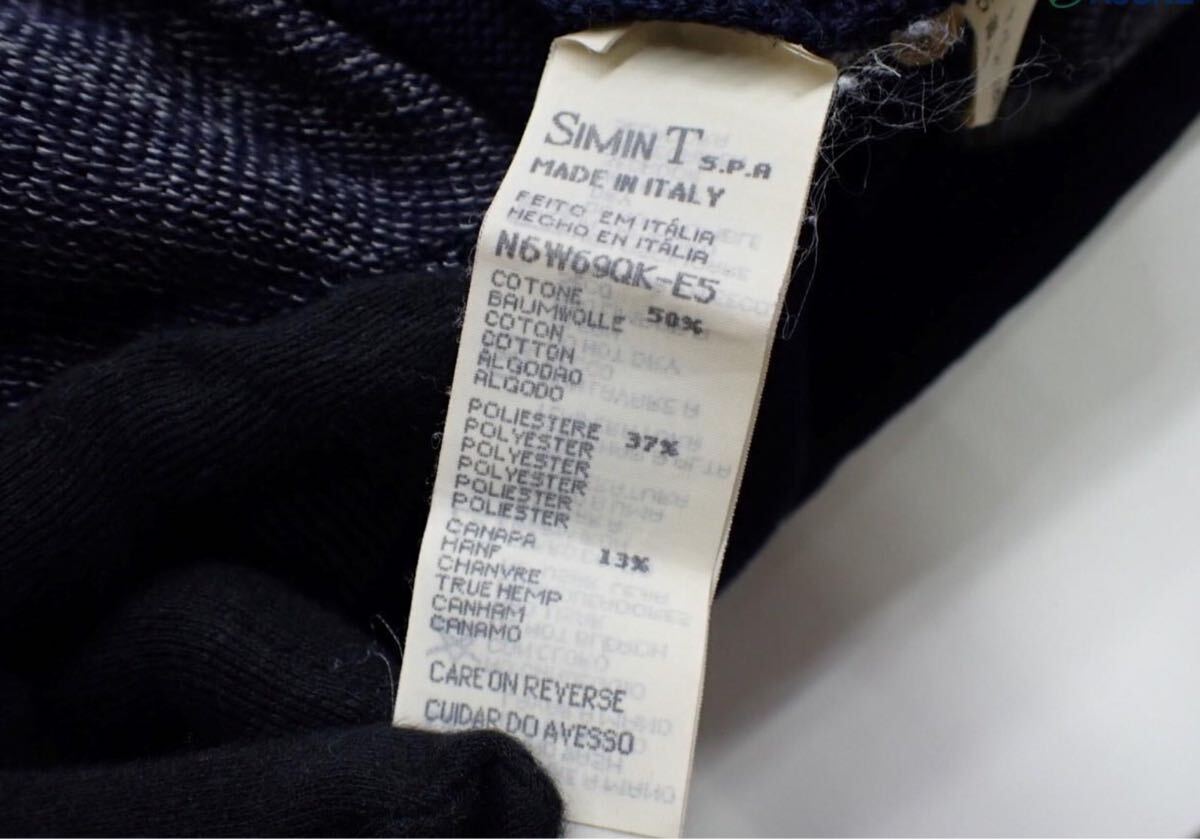 SIMINT S.P.A
MADE IN ITALY
FEITO EM ITÁLIA
HECHO EN ITÁLIA
N6W69QK-E5
COTONE
BAUMWOLLE 50%
COTON
COTTON
ALGODAO
ALGODO
POLIESTERE 37%
POLYESTER
POLYESTER
POLYESTER
POLIESTER
POLIESTER
CANAPA
HANF 13%
CHANVRE
TRUE HEMP
CANHAM
CANAMO
CARE ON REVERSE
CUIDAR DO AVESSO